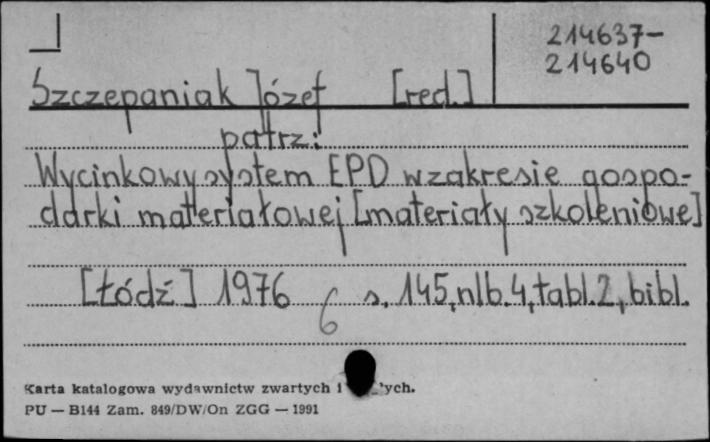 214637-
214640
Szczepaniak Józef [red.]
patrz:
Wycinkowy system EPD w zakresie gospo-
darki materiałowej [materiały szkoleniowe]
[Łódź] 1976 s. 145, nlb. 4, tabl. 2, bibl.
6
Karta katalogowa wydawnictw zwartych i ych.
PU — B144 Zam. 849/DW/On ZGG — 1991